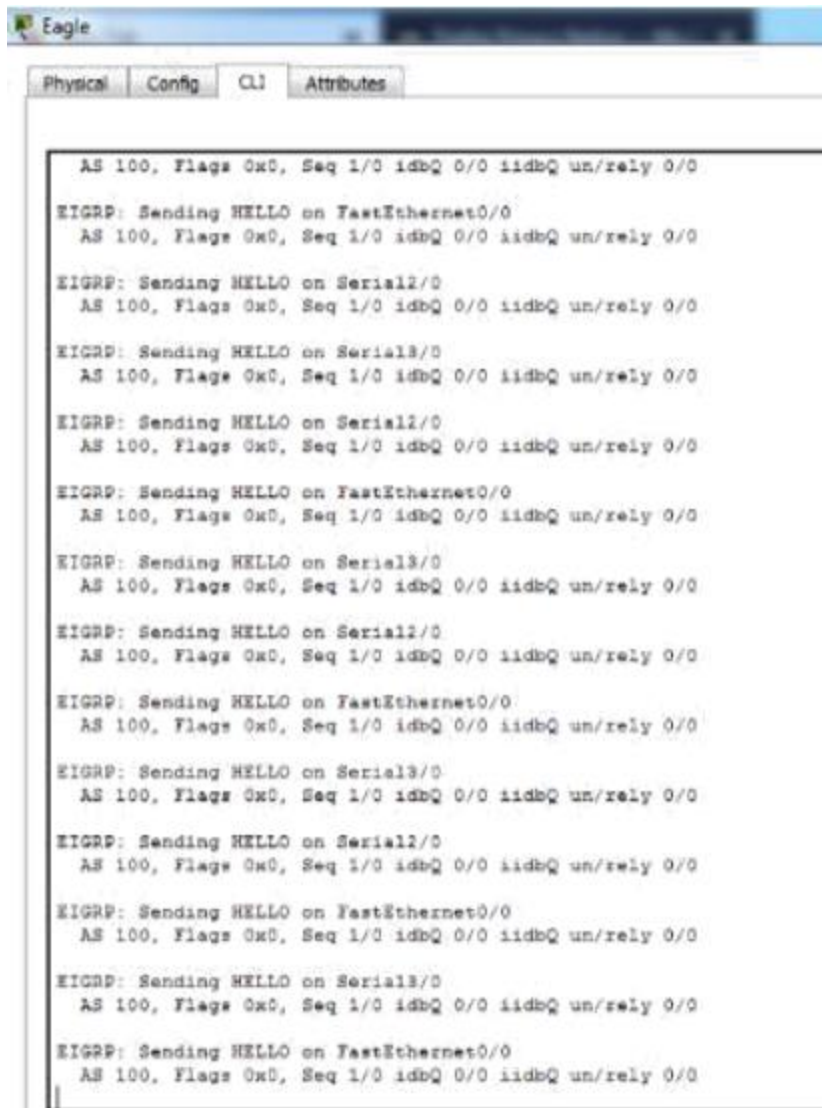 Eagle
Physical Config CLI Attributes
AS 100, Flags 0x0, Seq 1/0 idbQ 0/0 iidbQ un/rely 0/0
EIGRP: Sending HELLO on FastEthernet0/0
AS 100, Flags 0x0, Seq 1/0 idbQ 0/0 iidbQ un/rely 0/0
EIGRP: Sending HELLO on Serial2/0
AS 100, Flags 0x0, Seq 1/0 idbQ 0/0 iidbQ un/rely 0/0
EIGRP: Sending HELLO on Serial3/0
AS 100, Flags 0x0, Seq 1/0 idbQ 0/0 iidbQ un/rely 0/0
EIGRP: Sending HELLO on Serial2/0
AS 100, Flags 0x0, Seq 1/0 idbQ 0/0 iidbQ un/rely 0/0
EIGRP: Sending HELLO on FastEthernet0/0
AS 100, Flags 0x0, Seq 1/0 idbQ 0/0 iidbQ un/rely 0/0
EIGRP: Sending HELLO on Serial3/0
AS 100, Flags 0x0, Seq 1/0 idbQ 0/0 iidbQ un/rely 0/0
EIGRP: Sending HELLO on Serial2/0
AS 100, Flags 0x0, Seq 1/0 idbQ 0/0 iidbQ un/rely 0/0
EIGRP: Sending HELLO on FastEthernet0/0
AS 100, Flags 0x0, Seq 1/0 idbQ 0/0 iidbQ un/rely 0/0
EIGRP: Sending HELLO on Serial3/0
AS 100, Flags 0x0, Seq 1/0 idbQ 0/0 iidbQ un/rely 0/0
EIGRP: Sending HELLO on Serial2/0
AS 100, Flags 0x0, Seq 1/0 idbQ 0/0 iidbQ un/rely 0/0
EIGRP: Sending HELLO on FastEthernet0/0
AS 100, Flags 0x0, Seq 1/0 idbQ 0/0 iidbQ un/rely 0/0
EIGRP: Sending HELLO on Serial3/0
AS 100, Flags 0x0, Seq 1/0 idbQ 0/0 iidbQ un/rely 0/0
EIGRP: Sending HELLO on FastEthernet0/0
AS 100, Flags 0x0, Seq 1/0 idbQ 0/0 iidbQ un/rely 0/0